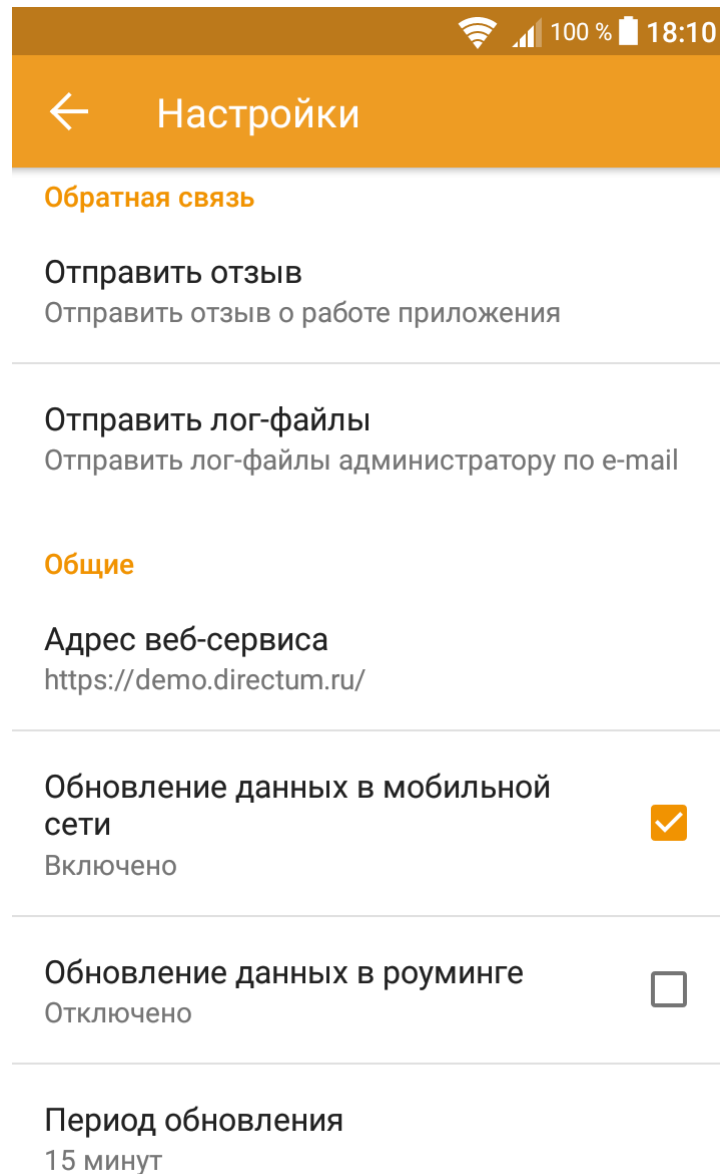 100 % 18:10
Настройки
Обратная связь
Отправить отзыв
Отправить отзыв о работе приложения
Отправить лог-файлы
Отправить лог-файлы администратору по e-mail
Общие
Адрес веб-сервиса
https://demo.directum.ru/
Обновление данных в мобильной
сети
Включено
Обновление данных в роуминге
Отключено
Период обновления
15 минут